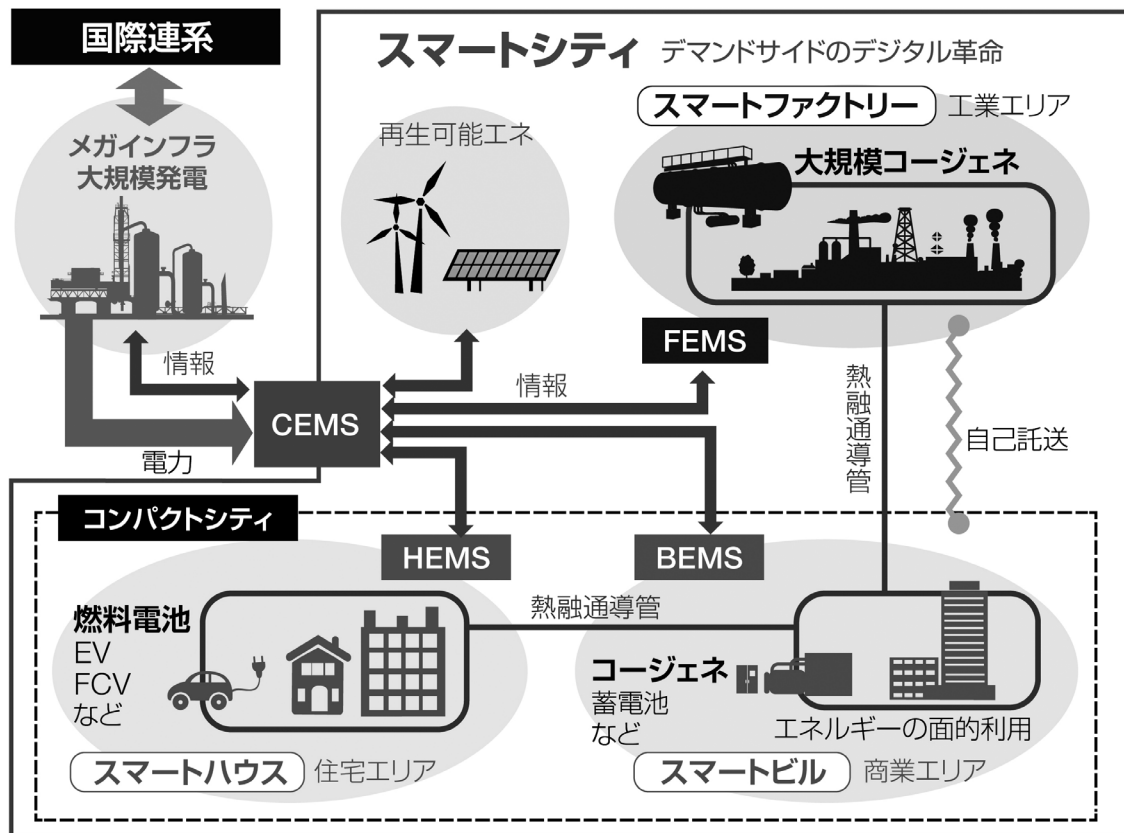 国際連系
スマートシティ デマンドサイドのデジタル革命
スマートファクトリー 工業エリア
メガインフラ
大規模発電
再生可能エネ
大規模コージェネ
FEMS
情報
情報
CEMS
電力
熱融通導管
自己託送
コンパクトシティ
HEMS
BEMS
燃料電池
EV
FCV
など
熱融通導管
コージェネ
蓄電池
など
エネルギーの面的利用
スマートハウス 住宅エリア
スマートビル 商業エリア